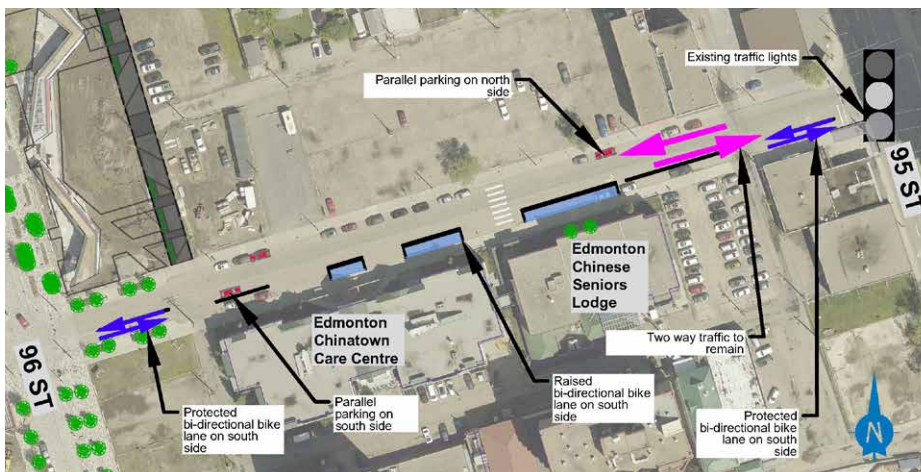 Existing traffic lights
Parallel parking on north
side
95 ST
Edmonton
Chinese
Seniors
Lodge
Edmonton
Chinatown
Care Centre
96 ST
Two way traffic to
remain
Protected
bi-directional bike
lane on south
side
Parallel
parking on
south side
Raised
bi-directional bike
lane on south
side
Protected
bi-directional bike
lane on south
side
N